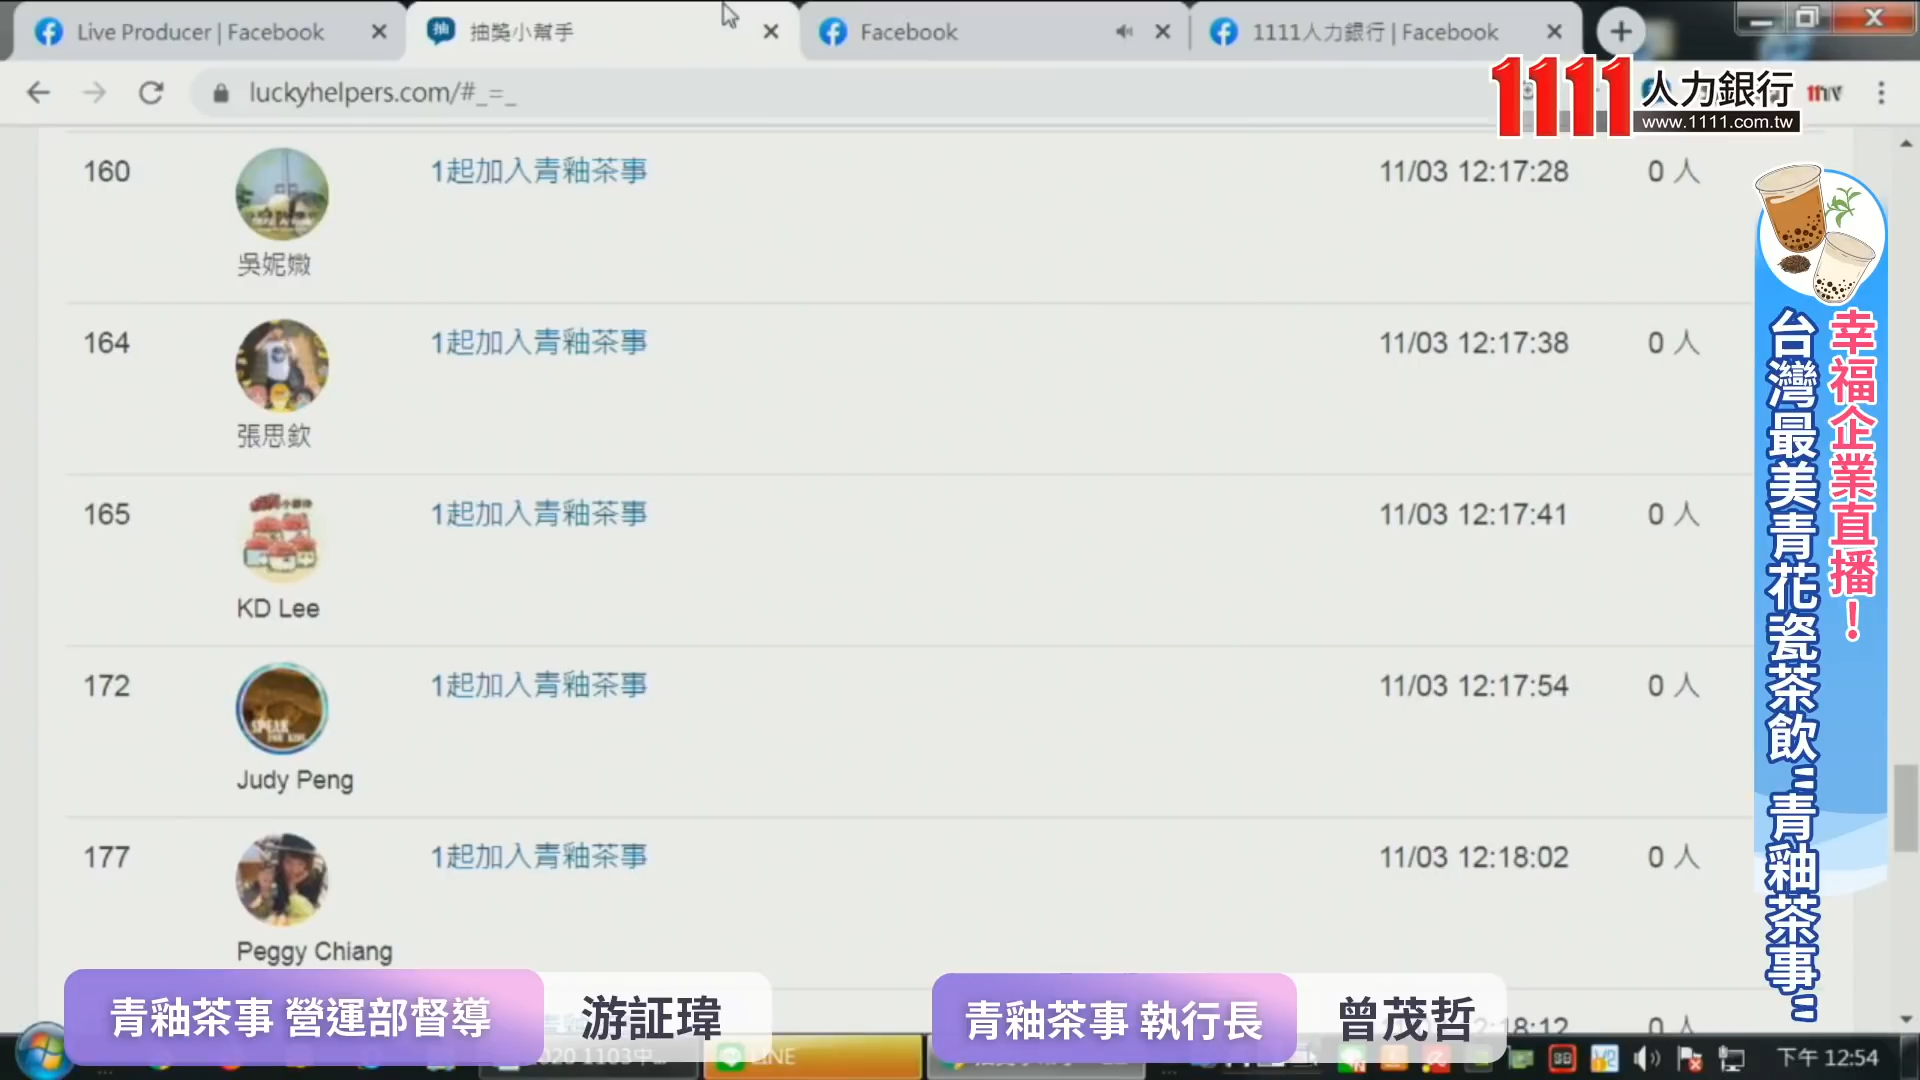 Live Producer | Facebook
抽獎小幫手
Facebook
1111人力銀行 | Facebook
luckyhelpers.com/#_=_
1111 人力銀行
www.1111.com.tw
160
1起加入青釉茶事
11/03 12:17:28
0 人
吳妮媺
164
1起加入青釉茶事
11/03 12:17:38
0 人
張思欽
165
1起加入青釉茶事
11/03 12:17:41
0 人
KD Lee
172
1起加入青釉茶事
11/03 12:17:54
0 人
Judy Peng
177
1起加入青釉茶事
11/03 12:18:02
0 人
Peggy Chiang
幸福企業直播！
台灣最美青花瓷茶飲…青釉茶事…
青釉茶事 營運部督導
游証瑋
青釉茶事 執行長
曾茂哲
LINE
下午 12:54